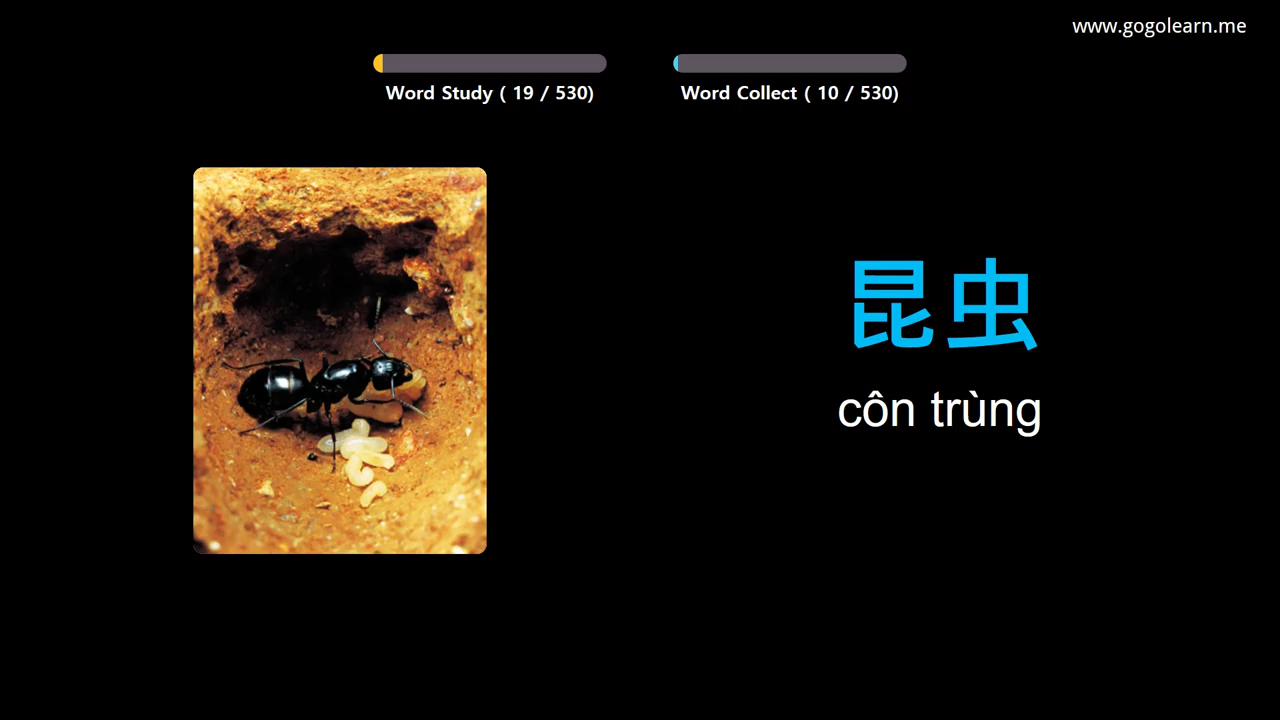 www.gogolearn.me
Word Study ( 19 / 530)
Word Collect ( 10 / 530)
昆虫
côn trùng